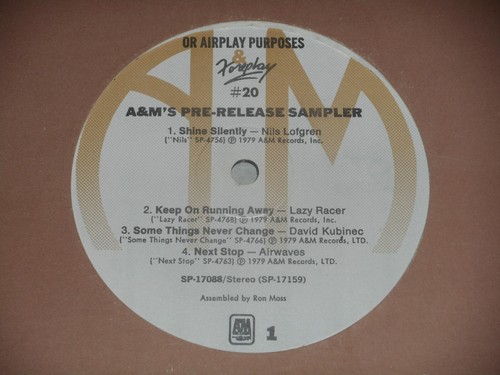 OR AIRPLAY PURPOSES
&
Foreplay
#20
A&M'S PRE-RELEASE SAMPLER
1. Shine Silently — Nils Lofgren
("Nils" SP-4756) Ⓟ 1979 A&M Records, Inc.
2. Keep On Running Away — Lazy Racer
("Lazy Racer" SP-4768) Ⓟ 1979 A&M Records, Inc.
3. Some Things Never Change — David Kubinec
("Some Things Never Change" SP-4766) Ⓟ 1979 A&M Records, LTD.
4. Next Stop — Airwaves
("Next Stop" SP-4763) Ⓟ 1979 A&M Records, LTD.
SP-17088/Stereo (SP-17159)
Assembled by Ron Moss
A&M
RECORDS
1